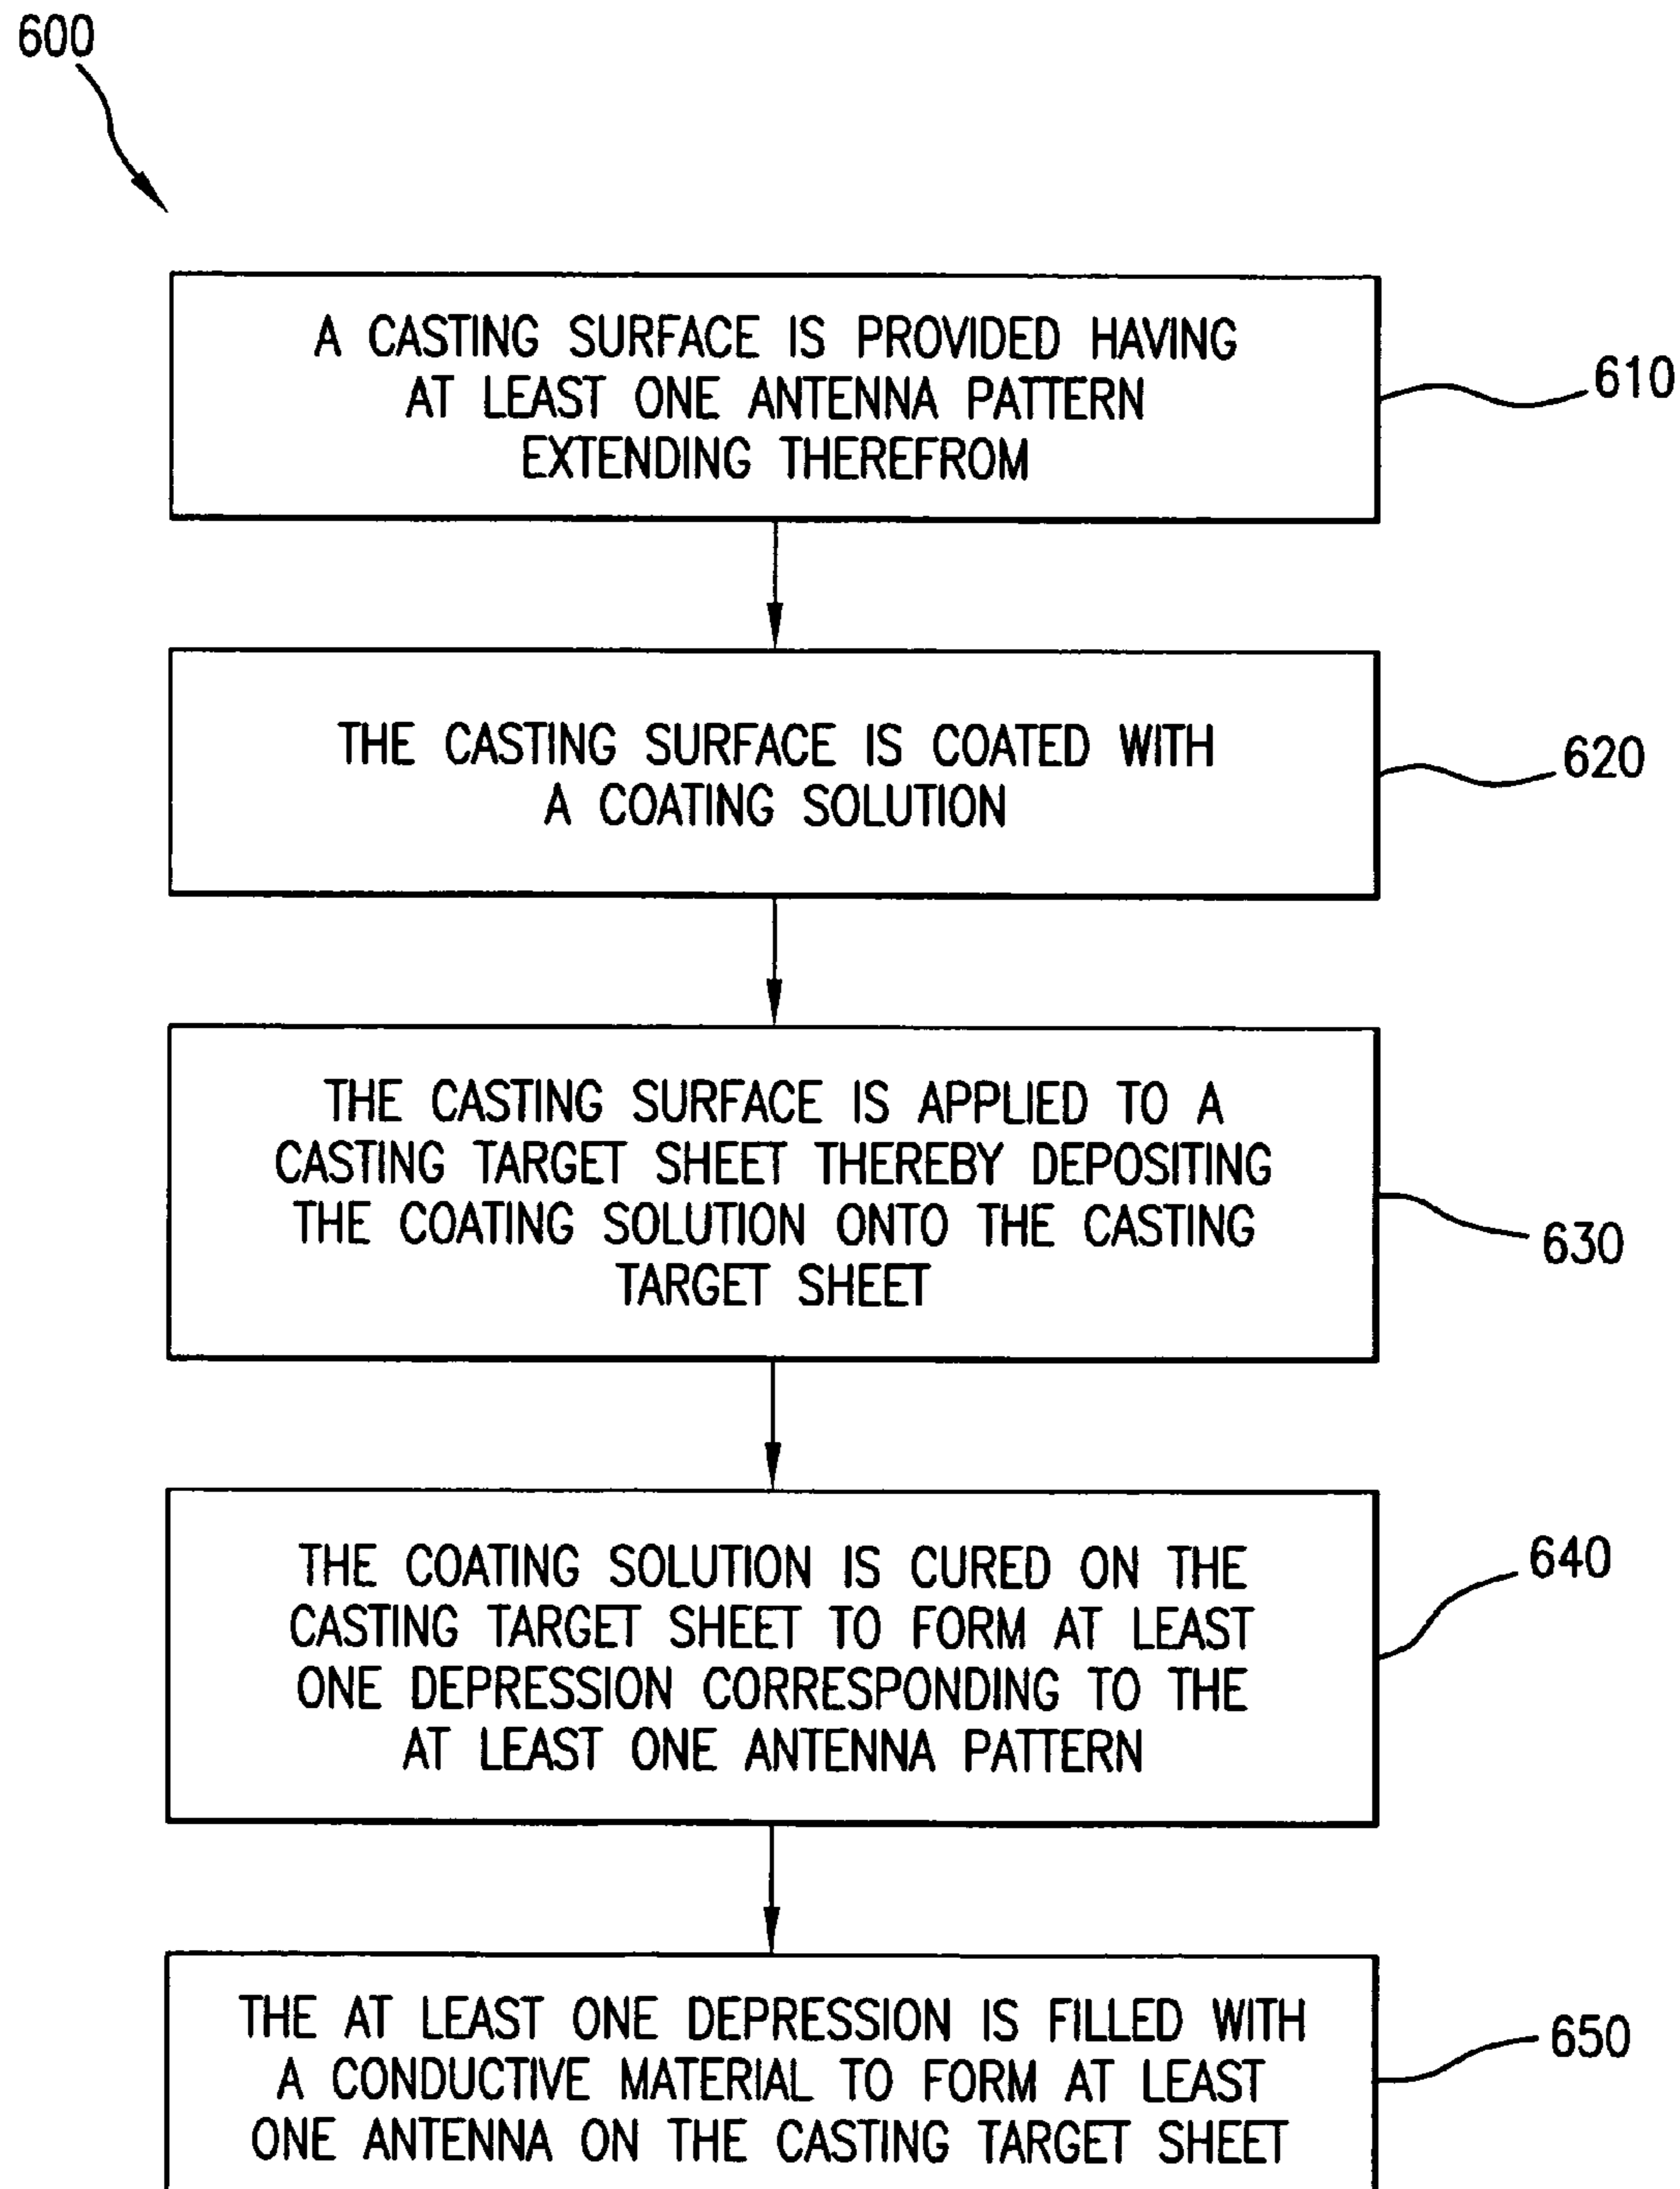 600
A CASTING SURFACE IS PROVIDED HAVING
AT LEAST ONE ANTENNA PATTERN
EXTENDING THEREFROM
610
THE CASTING SURFACE IS COATED WITH
A COATING SOLUTION
620
THE CASTING SURFACE IS APPLIED TO A
CASTING TARGET SHEET THEREBY DEPOSITING
THE COATING SOLUTION ONTO THE CASTING
TARGET SHEET
630
THE COATING SOLUTION IS CURED ON THE
CASTING TARGET SHEET TO FORM AT LEAST
ONE DEPRESSION CORRESPONDING TO THE
AT LEAST ONE ANTENNA PATTERN
640
THE AT LEAST ONE DEPRESSION IS FILLED WITH
A CONDUCTIVE MATERIAL TO FORM AT LEAST
ONE ANTENNA ON THE CASTING TARGET SHEET
650